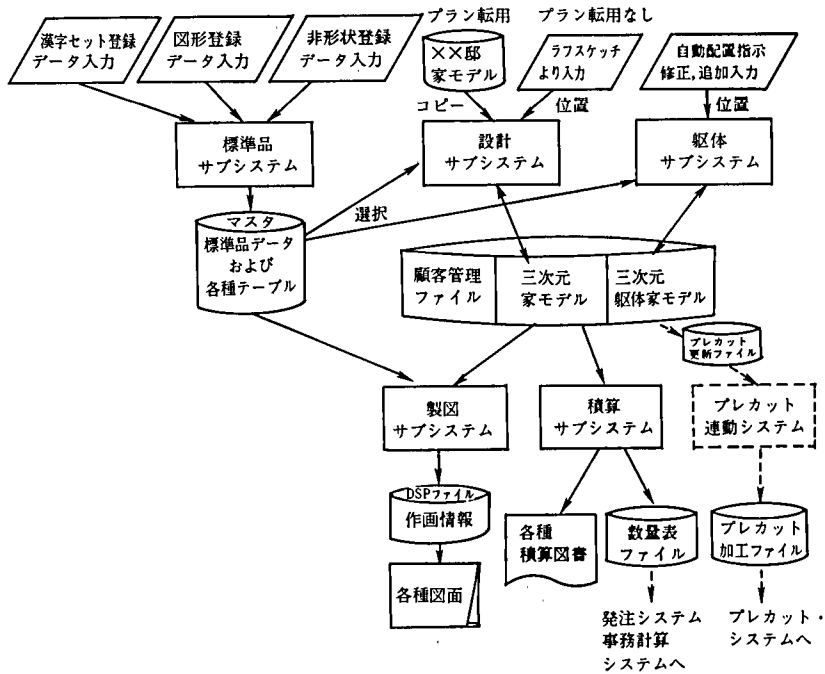 プラン転用
プラン転用なし
漢字セット登録
データ入力
図形登録
データ入力
非形状登録
データ入力
××邸
家モデル
ラフスケッチ
より入力
自動配置指示
修正,追加入力
コピー
位置
位置
標準品
サブシステム
設計
サブシステム
躯体
サブシステム
選択
マスタ
標準品データ
および
各種テーブル
顧客管理
ファイル
三次元
家モデル
三次元
躯体家モデル
プレカット
更新ファイル
製図
サブシステム
積算
サブシステム
プレカット
連動システム
DSPファイル
作画情報
各種
積算図書
数量表
ファイル
プレカット
加工ファイル
各種図面
発注システム
事務計算
システムへ
プレカット・
システムへ